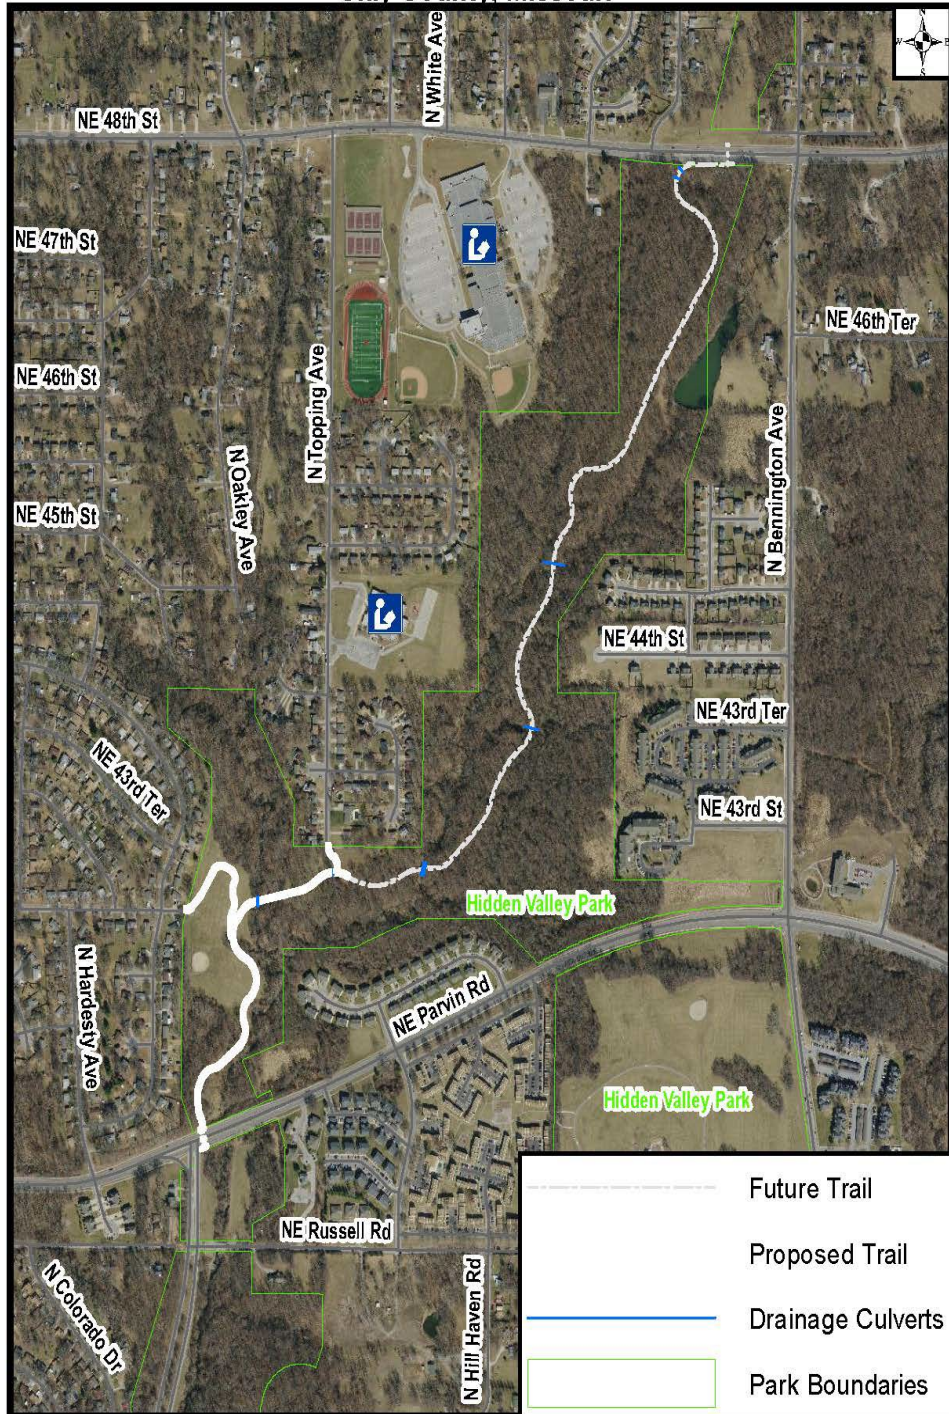 N
W
E
S
N White Ave
NE 48th St
NE 47th St
NE 46th Ter
NE 46th St
N Topping Ave
N Bennington Ave
N Oakley Ave
NE 45th St
NE 44th St
NE 43rd Ter
NE 43rd Ter
NE 43rd St
Hidden Valley Park
N Hardesty Ave
NE Parvin Rd
Hidden Valley Park
NE Russell Rd
N Hill Haven Rd
N Colorado Dr
Future Trail
Proposed Trail
Drainage Culverts
Park Boundaries